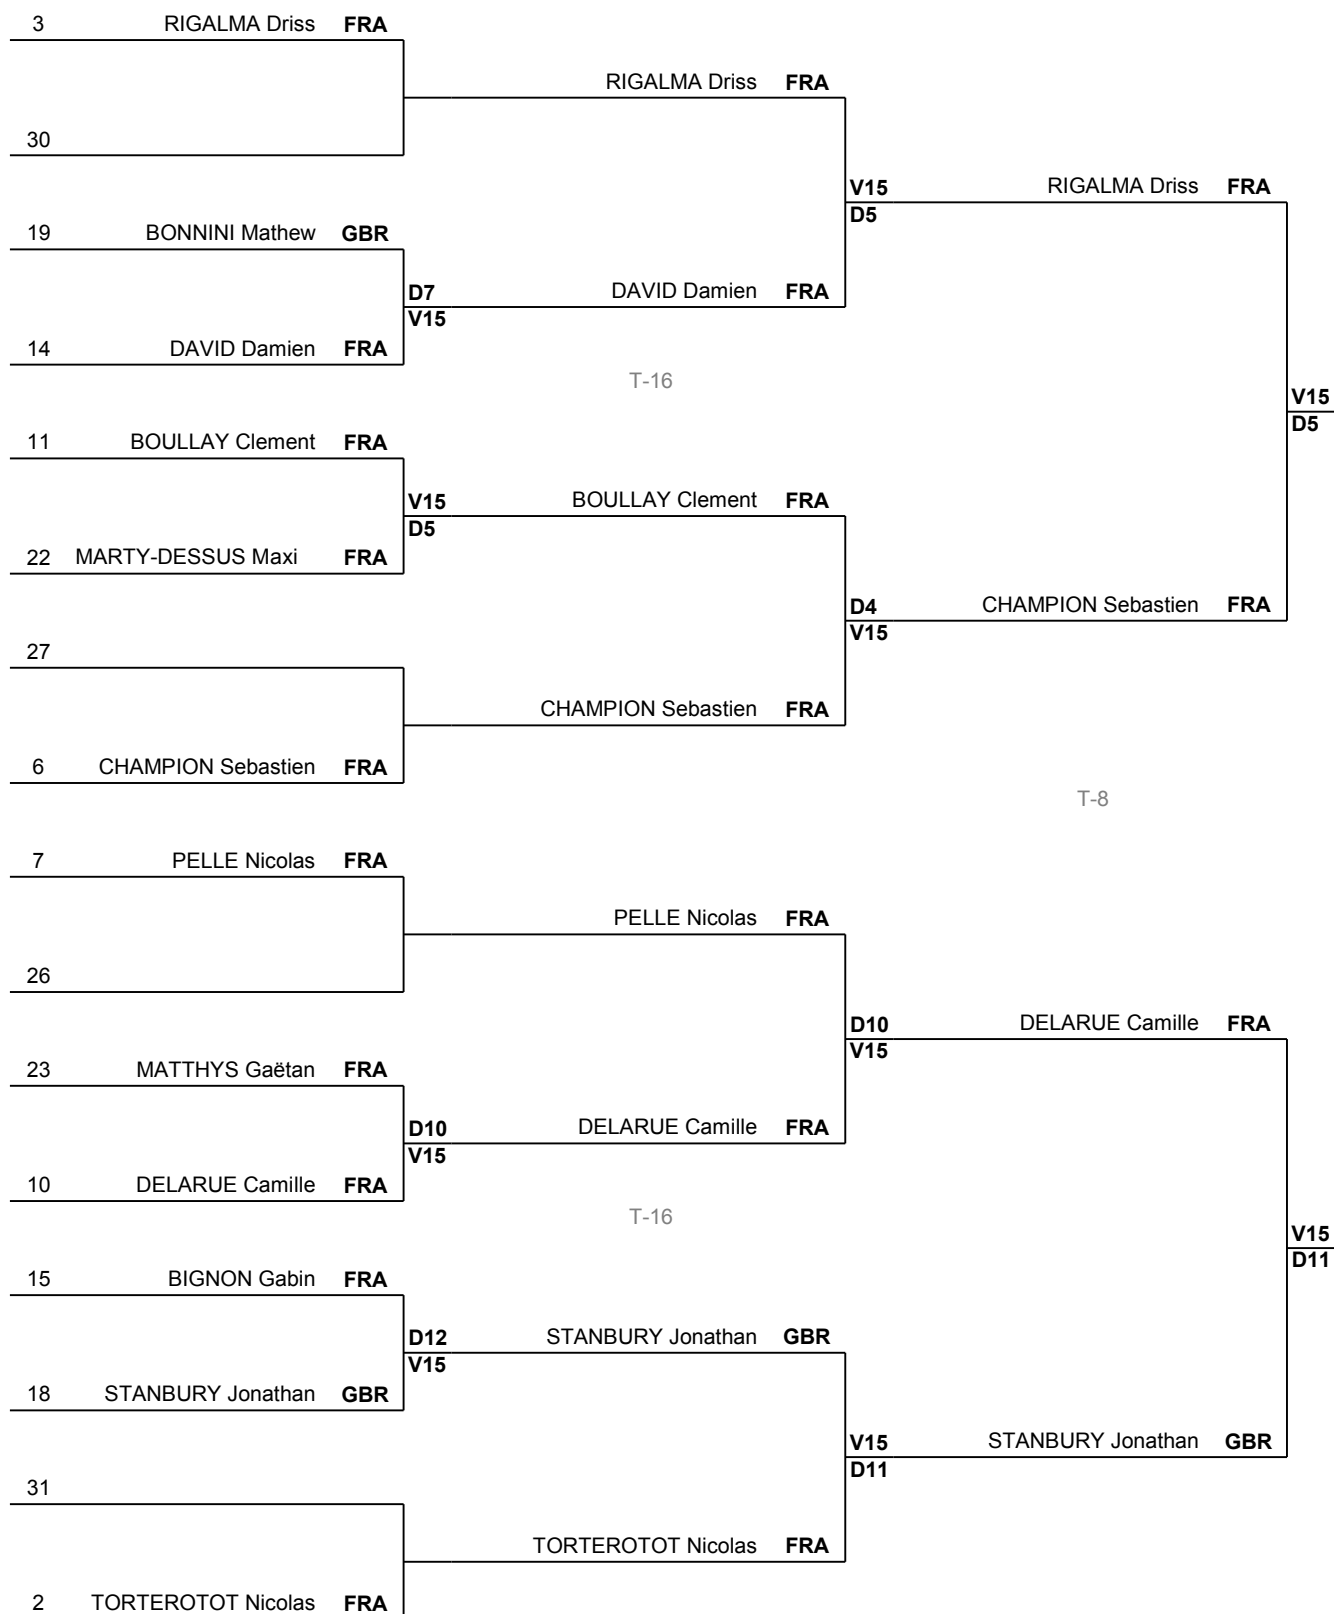 3 RIGALMA Driss FRA
RIGALMA Driss FRA
30
V15 RIGALMA Driss FRA
D5
19 BONNINI Mathew GBR
D7 DAVID Damien FRA
V15
14 DAVID Damien FRA
T-16
V15
D5
11 BOULLAY Clement FRA
V15 BOULLAY Clement FRA
D5
22 MARTY-DESSUS Maxi FRA
D4 CHAMPION Sebastien FRA
V15
27
CHAMPION Sebastien FRA
6 CHAMPION Sebastien FRA
T-8
7 PELLE Nicolas FRA
PELLE Nicolas FRA
26
D10 DELARUE Camille FRA
V15
23 MATTHYS Gaëtan FRA
D10 DELARUE Camille FRA
V15
10 DELARUE Camille FRA
T-16
V15
D11
15 BIGNON Gabin FRA
D12 STANBURY Jonathan GBR
V15
18 STANBURY Jonathan GBR
V15 STANBURY Jonathan GBR
D11
31
TORTEROTOT Nicolas FRA
2 TORTEROTOT Nicolas FRA